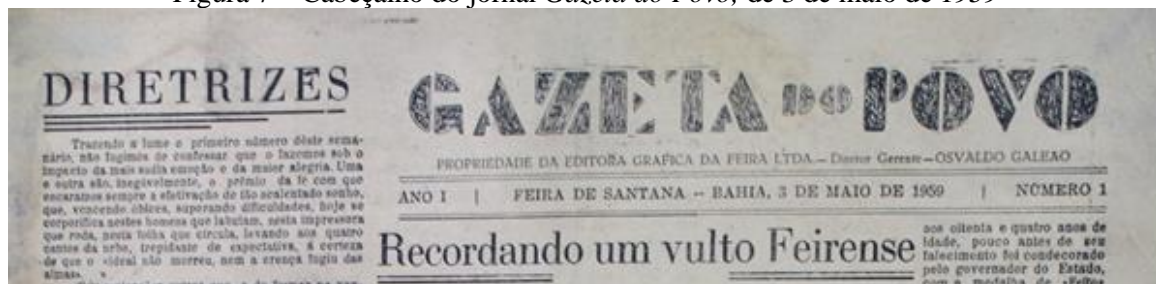 Figura 7 – Cabeçalho do jornal Gazeta do Povo, de 3 de maio de 1959
DIRETRIZES
Trazendo a lume o primeiro número dêste sema-
nário, não fugimos de confessar que o fazemos sob o
impacto da mais sadia emoção e da maior alegria. Uma
e outra são, inegàvelmente, o prêmio da fé com que
encaramos sempre a efetivação de tão acalentado sonho,
que, vencendo óbices, superando dificuldades, hoje se
corporifica nestes homens que labutam, nesta impressora
que roda, nesta folha que circula, levando aos quatro
cantos da urbe, trepidante de expectativa, a certeza
de que o «ideal não morreu, nem a crença fugiu das
almas».
GAZETA DO POVO
PROPRIEDADE DA EDITORA GRAFICA DA FEIRA LTDA. – Diretor Gerente – OSVALDO GALEÃO
ANO I | FEIRA DE SANTANA – BAHIA, 3 DE MAIO DE 1959 | NÚMERO 1
Recordando um vulto Feirense
aos oitenta e quatro anos de
idade, pouco antes de seu
falecimento foi condecorado
pelo governador do Estado,
com a medalha de «Feitos